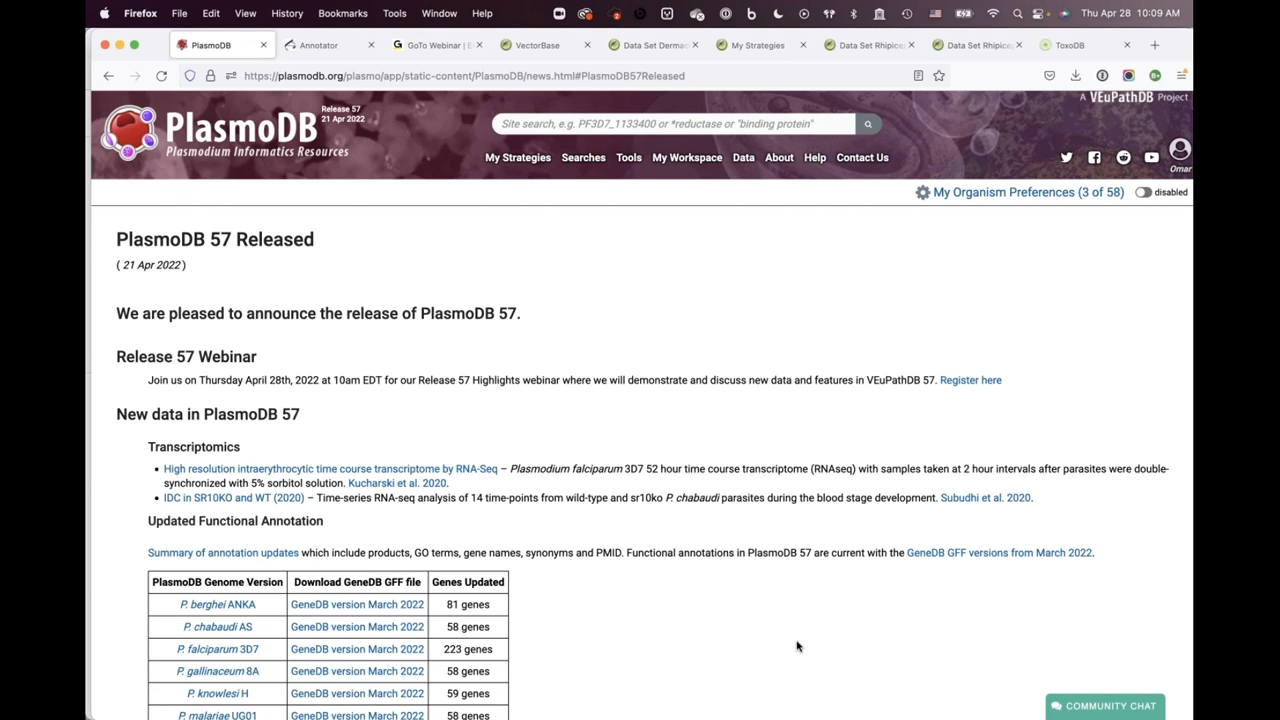 Firefox File Edit View History Bookmarks Tools Window Help Thu Apr 28 10:09 AM
PlasmoDB Annotator GoTo Webinar | E VectorBase Data Set Dermac My Strategies Data Set Rhipice Data Set Rhipice ToxoDB
https://plasmodb.org/plasmo/app/static-content/PlasmoDB/news.html#PlasmoDB57Released
A VEuPathDB Project
PlasmoDB
Release 57
21 Apr 2022
Plasmodium Informatics Resources
Site search, e.g. PF3D7_1133400 or *reductase or "binding protein"
My Strategies Searches Tools My Workspace Data About Help Contact Us
Omar
My Organism Preferences (3 of 58) disabled
PlasmoDB 57 Released
( 21 Apr 2022 )
We are pleased to announce the release of PlasmoDB 57.
Release 57 Webinar
Join us on Thursday April 28th, 2022 at 10am EDT for our Release 57 Highlights webinar where we will demonstrate and discuss new data and features in VEuPathDB 57. Register here
New data in PlasmoDB 57
Transcriptomics
• High resolution intraerythrocytic time course transcriptome by RNA-Seq – Plasmodium falciparum 3D7 52 hour time course transcriptome (RNAseq) with samples taken at 2 hour intervals after parasites were double-
synchronized with 5% sorbitol solution. Kucharski et al. 2020.
• IDC in SR10KO and WT (2020) – Time-series RNA-seq analysis of 14 time-points from wild-type and sr10ko P. chabaudi parasites during the blood stage development. Subudhi et al. 2020.
Updated Functional Annotation
Summary of annotation updates which include products, GO terms, gene names, synonyms and PMID. Functional annotations in PlasmoDB 57 are current with the GeneDB GFF versions from March 2022.
PlasmoDB Genome Version Download GeneDB GFF file Genes Updated
P. berghei ANKA GeneDB version March 2022 81 genes
P. chabaudi AS GeneDB version March 2022 58 genes
P. falciparum 3D7 GeneDB version March 2022 223 genes
P. gallinaceum 8A GeneDB version March 2022 58 genes
P. knowlesi H GeneDB version March 2022 59 genes
P. malariae UG01 GeneDB version March 2022 58 genes
COMMUNITY CHAT